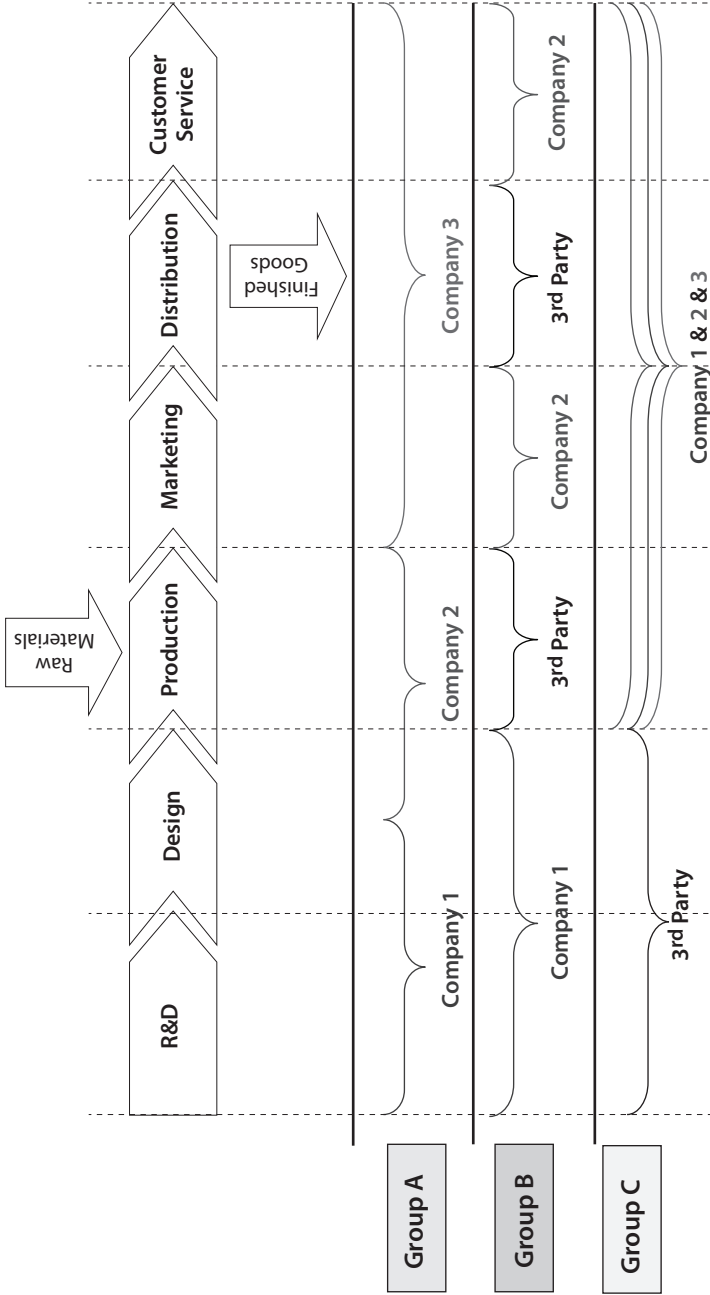 Raw
Materials
R&D
Design
Production
Marketing
Distribution
Customer
Service
Finished
Goods
Group A
Company 1
Company 2
Company 3
Group B
Company 1
3rd Party
Company 2
3rd Party
Company 2
Group C
3rd Party
Company 1 & 2 & 3